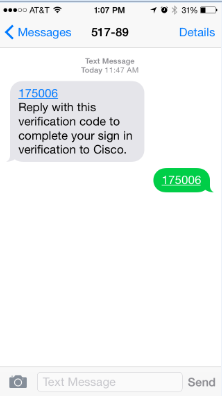 AT&T 1:07 PM 31%
Messages 517-89 Details
Text Message
Today 11:47 AM
175006
Reply with this
verification code to
complete your sign in
verification to Cisco.
175006
Text Message Send